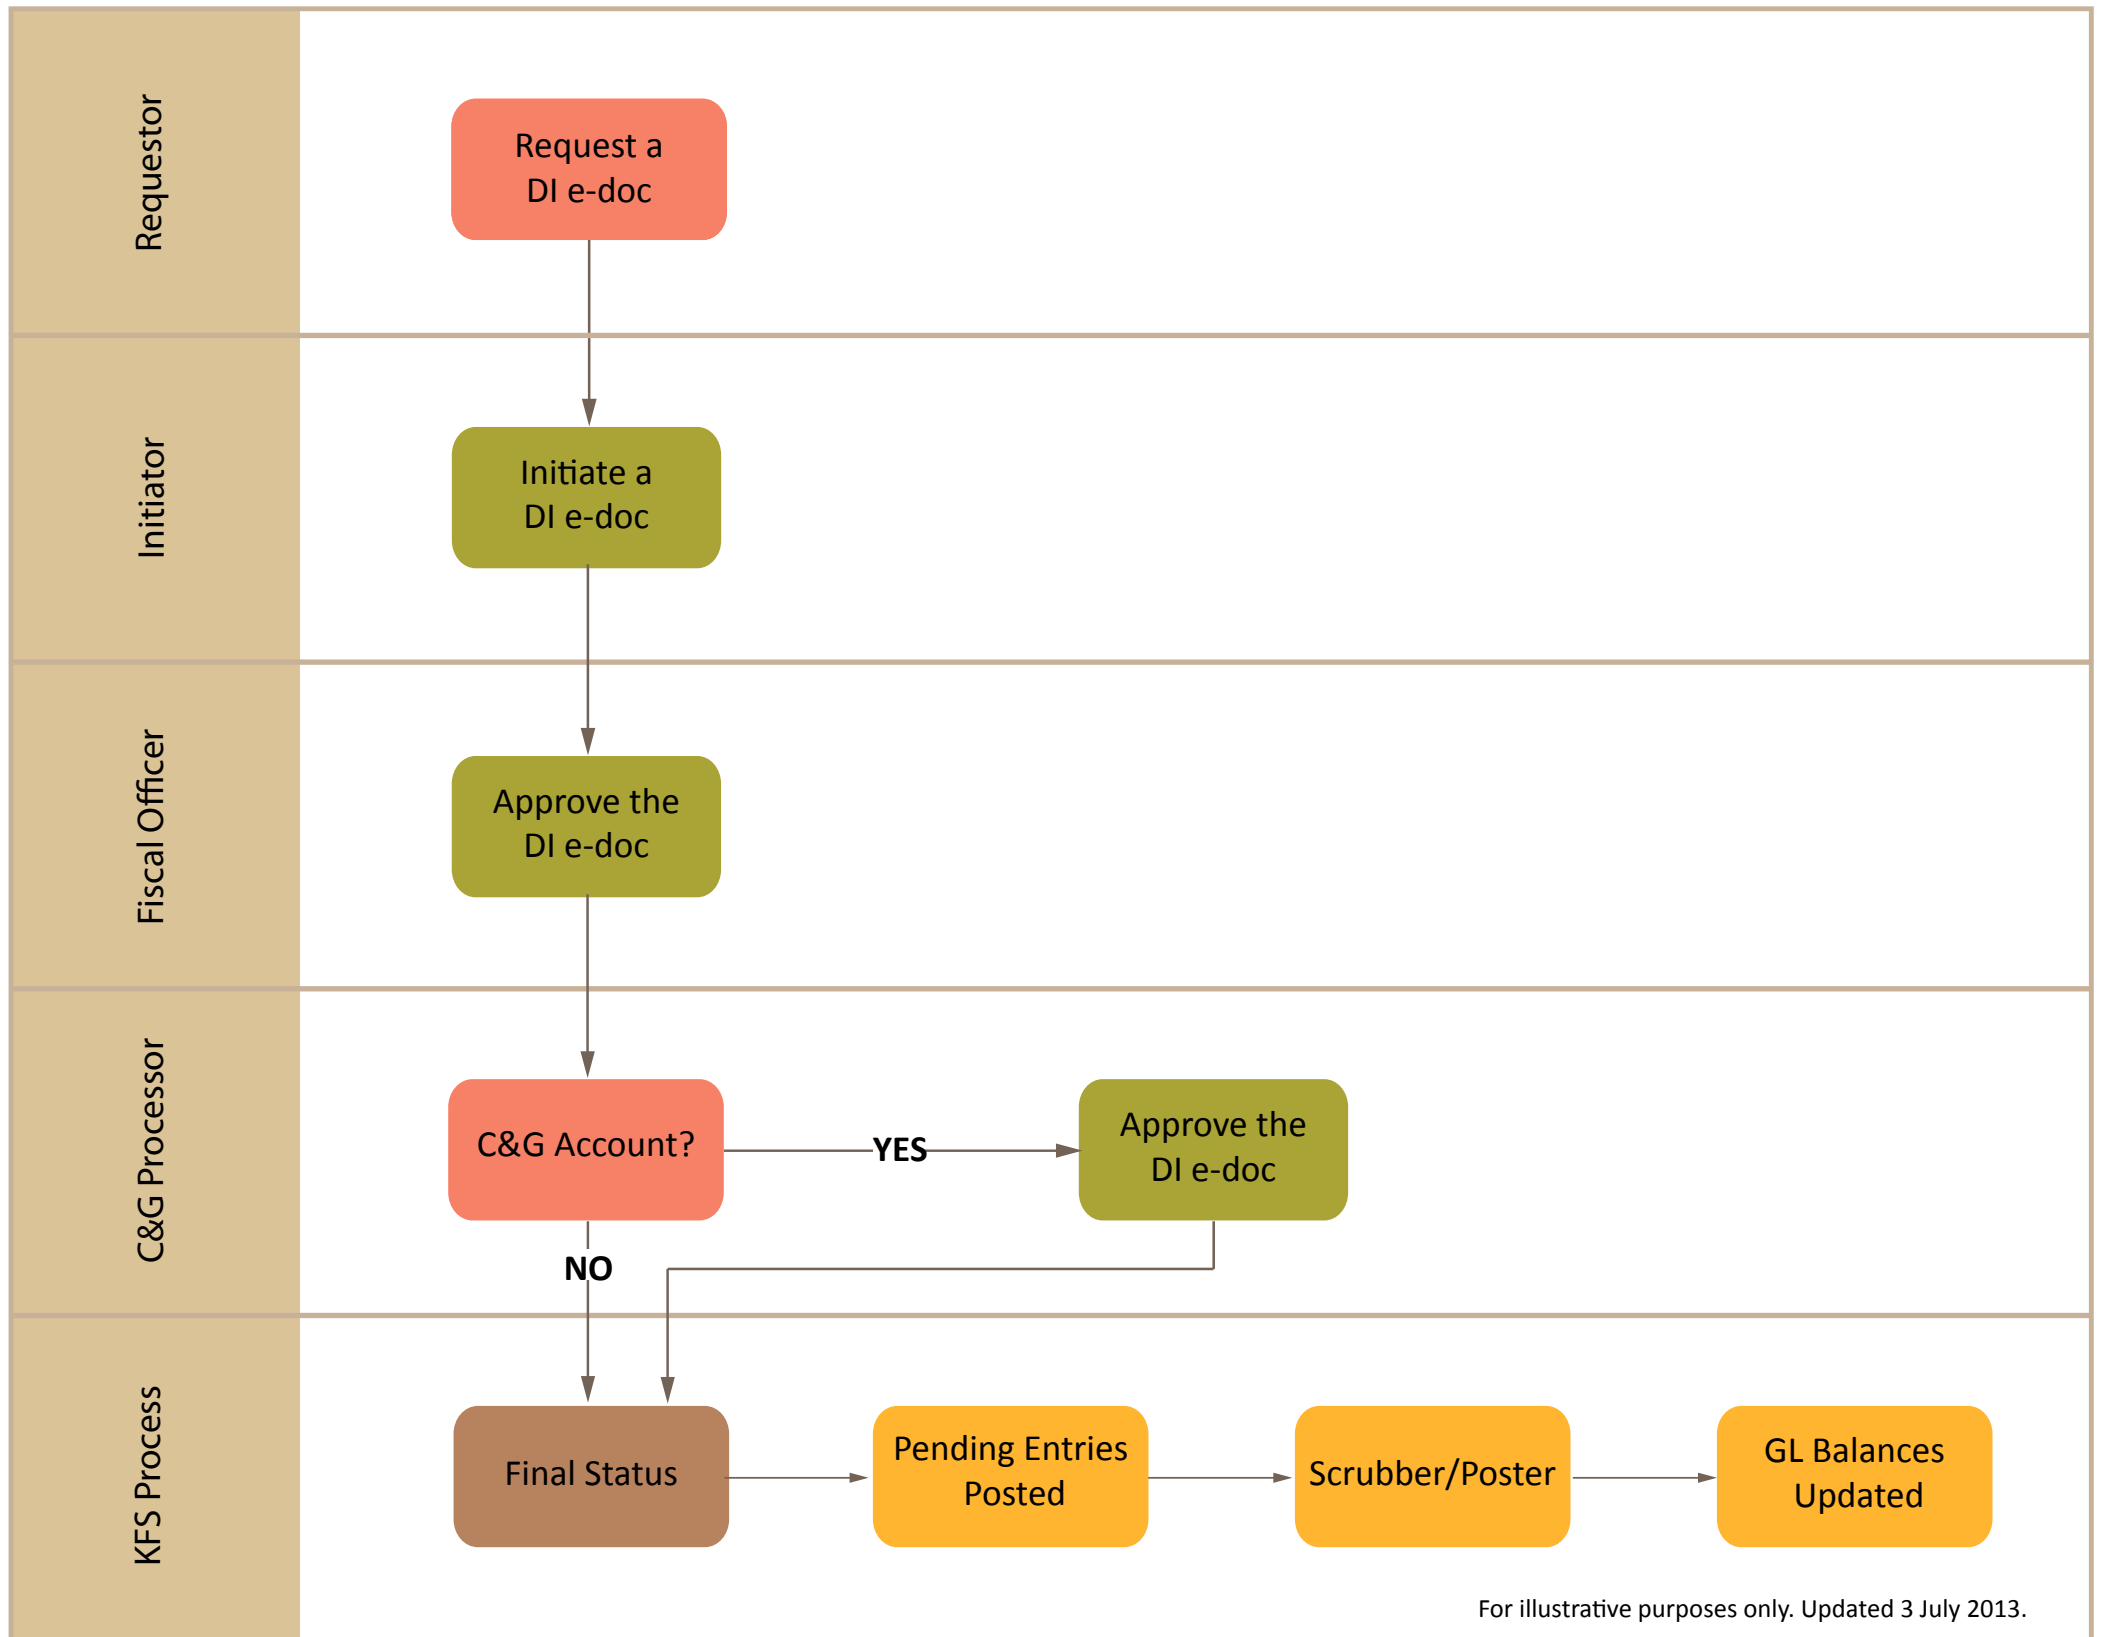 Requestor
Request a
DI e-doc
Initiator
Initiate a
DI e-doc
Fiscal Officer
Approve the
DI e-doc
C&G Processor
C&G Account?
YES
Approve the
DI e-doc
NO
KFS Process
Final Status
Pending Entries
Posted
Scrubber/Poster
GL Balances
Updated
For illustrative purposes only. Updated 3 July 2013.